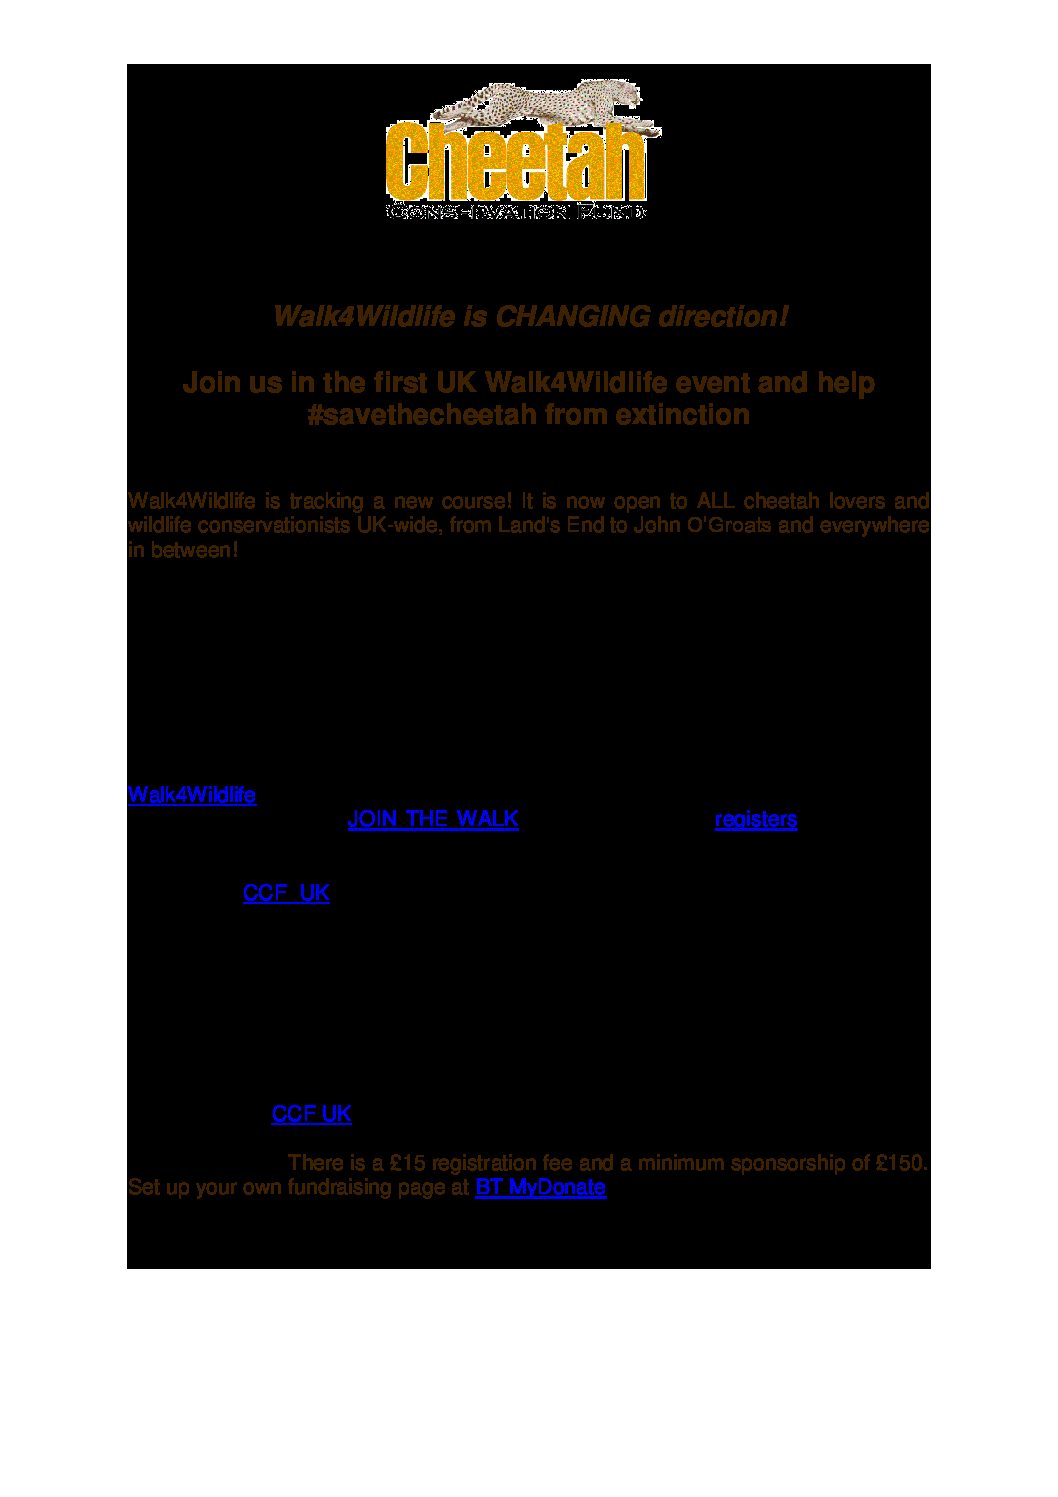 Cheetah
CONSERVATION FUND
Walk4Wildlife is CHANGING direction!
Join us in the first UK Walk4Wildlife event and help
#savethecheetah from extinction
Walk4Wildlife is tracking a new course! It is now open to ALL cheetah lovers and
wildlife conservationists UK-wide, from Land's End to John O'Groats and everywhere
in between!
Walk4Wildlife
JOIN THE WALK registers
CCF UK
CCF UK
There is a £15 registration fee and a minimum sponsorship of £150.
Set up your own fundraising page at BT MyDonate